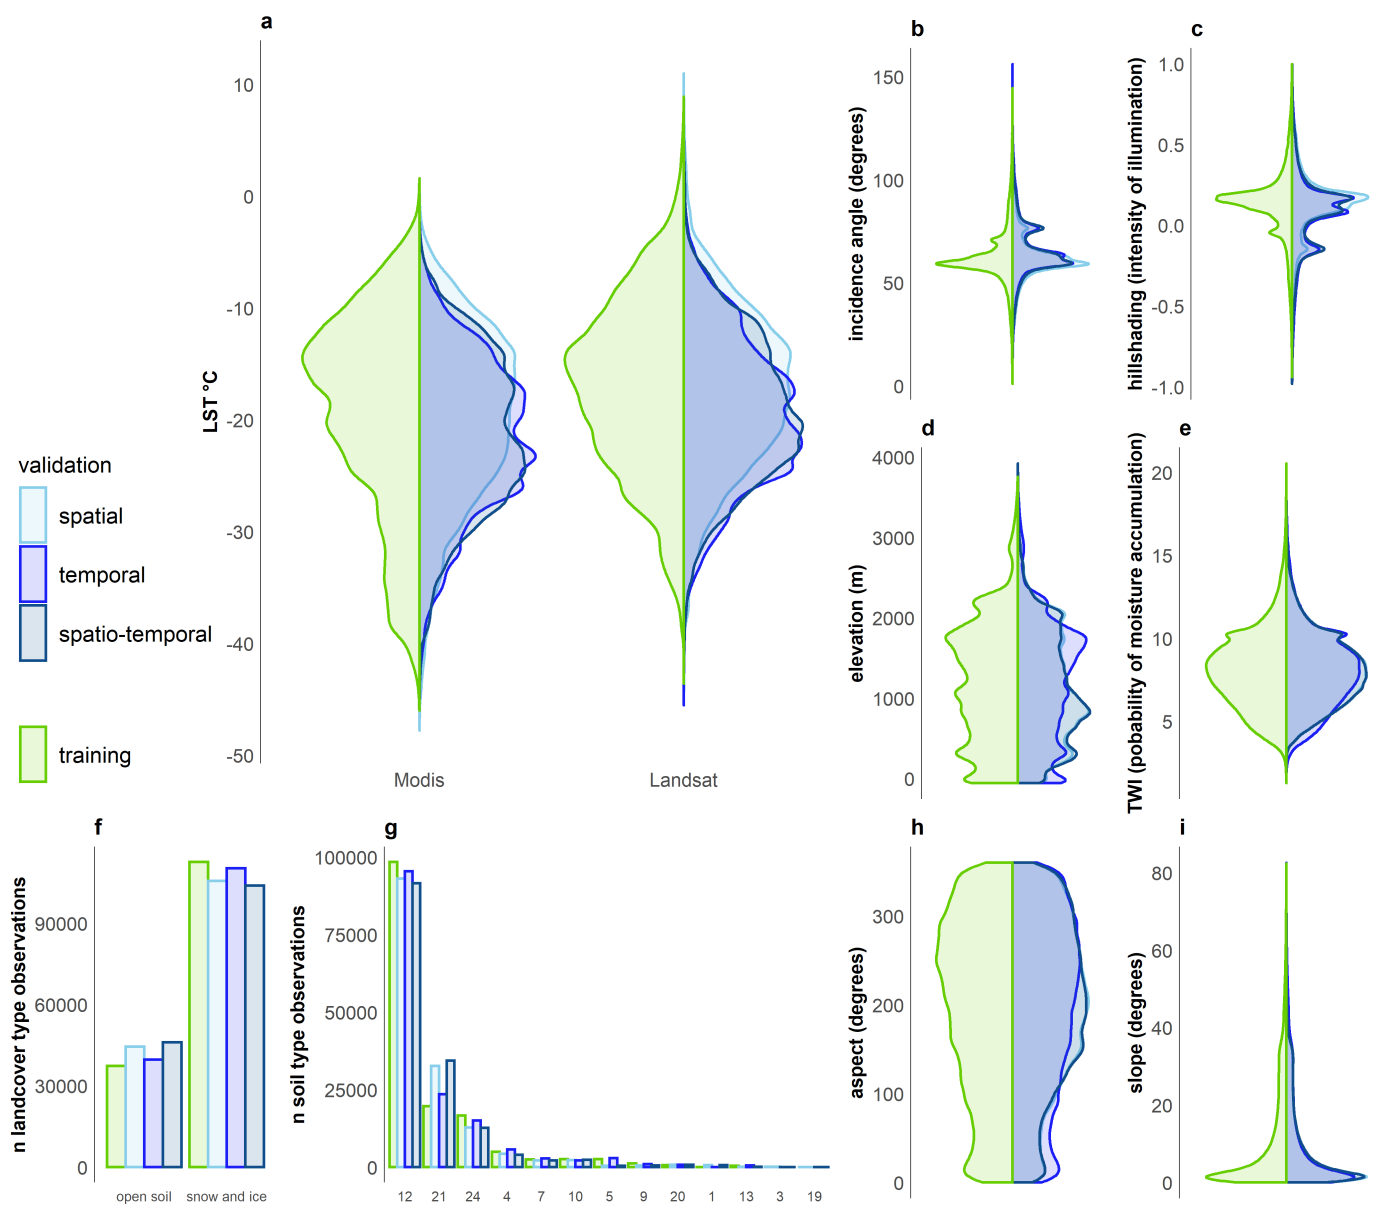 a
LST °C
10
0
-10
-20
-30
-40
-50
Modis
Landsat
b
incidence angle (degrees)
150
100
50
0
c
hillshading (intensity of illumination)
1.0
0.5
0.0
-0.5
-1.0
validation
spatial
temporal
spatio-temporal
training
d
elevation (m)
4000
3000
2000
1000
0
e
TWI (pobability of moisture accumulation)
20
15
10
5
f
n landcover type observations
90000
60000
30000
0
open soil
snow and ice
g
n soil type observations
100000
75000
50000
25000
0
12 21 24 4 7 10 5 9 20 1 13 3 19
h
aspect (degrees)
300
200
100
0
i
slope (degrees)
80
60
40
20
0